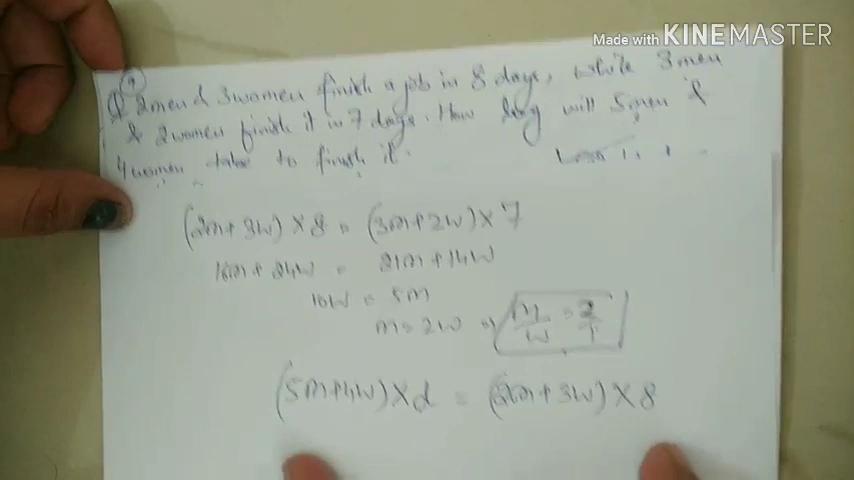 Made with KINEMASTER
9
Q 2men & 3women finish a job in 8 days, while 3men
& 2women finish it in 7 days. How long will 5men &
4women take to finish it.
(2m+3w)×8 = (3m+2w)×7
16m+24w = 21m+14w
10w = 5m
m=2w ⇒ m/w = 2/1
(5m+4w)×d = (2m+3w)×8